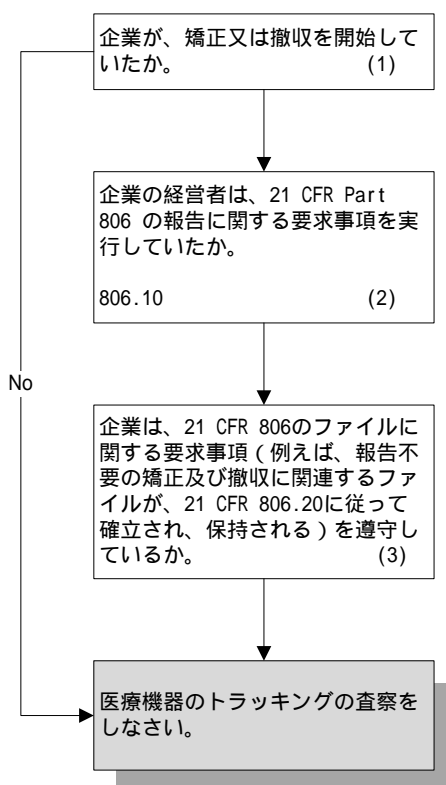 企業が、矯正又は撤収を開始して
いたか。 (1)
企業の経営者は、21 CFR Part
806 の報告に関する要求事項を実
行していたか。
806.10 (2)
No
企業は、21 CFR 806のファイルに
関する要求事項（例えば、報告不
要の矯正及び撤収に関連するファ
イルが、21 CFR 806.20に従って
確立され、保持される）を遵守し
ているか。 (3)
医療機器のトラッキングの査察を
しなさい。